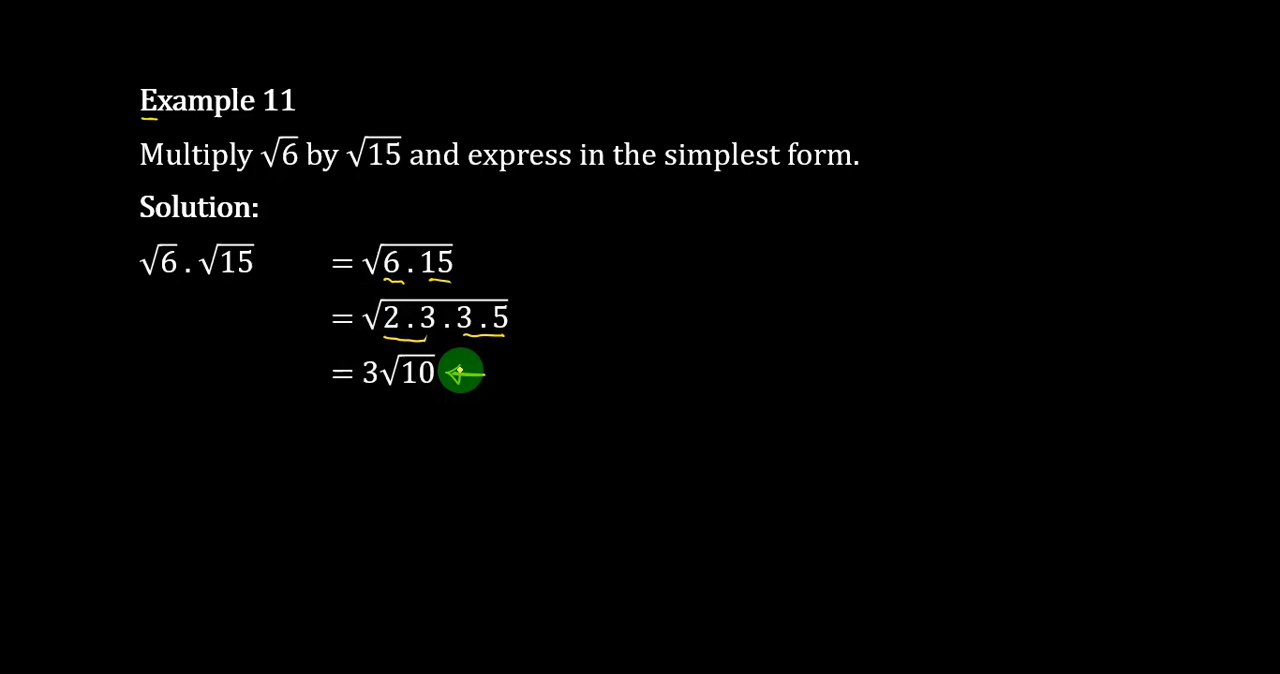 Example 11
Multiply √6 by √15 and express in the simplest form.
Solution:
√6 . √15 = √6 . 15
= √2 . 3 . 3 . 5
= 3√10